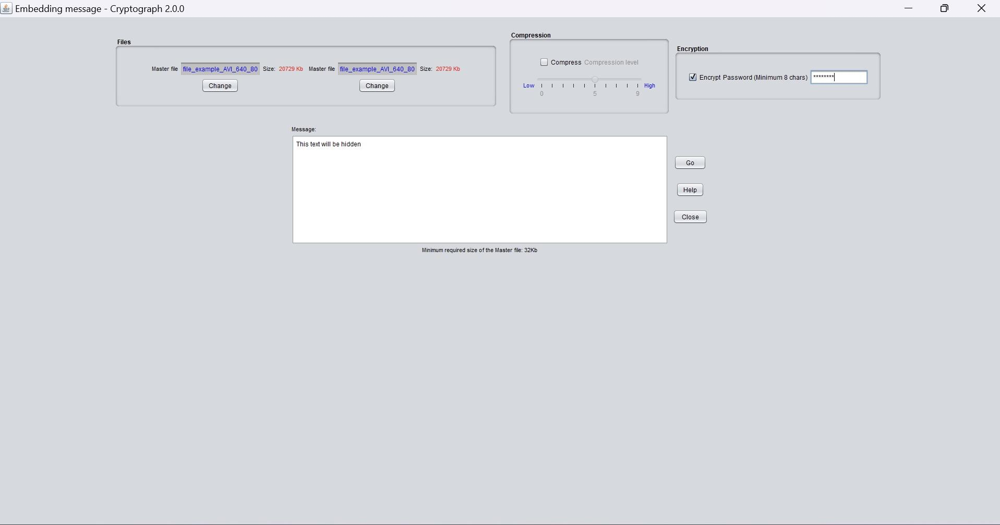 Embedding message - Cryptograph 2.0.0
Files
Master file file_example_AVI_640_80 Size: 20729 Kb Master file file_example_AVI_640_80 Size: 20729 Kb
Change Change
Compression
Compress Compression level
Low High
0 5 9
Encryption
Encrypt Password (Minimum 8 chars) ********
Message:
This text will be hidden
Go
Help
Close
Minimum required size of the Master file: 32Kb